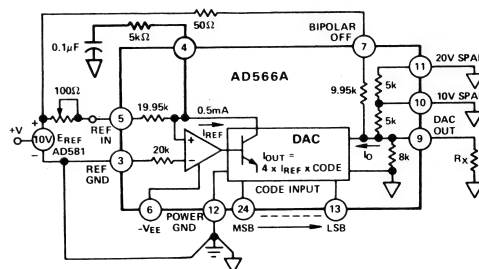 50Ω
5kΩ
0.1μF
4
BIPOLAR
OFF
7
AD566A
11
20V SPAN
100Ω
9.95k
5k
10
10V SPAN
5
19.95k
0.5mA
5k
DAC
OUT
+V
10V
EREF
AD581
REF
IN
IREF
DAC
9
IOUT =
4 x IREF x CODE
IO
8k
RX
REF
GND
3
20k
CODE INPUT
6
-VEE
POWER
GND
12
24
13
MSB
LSB